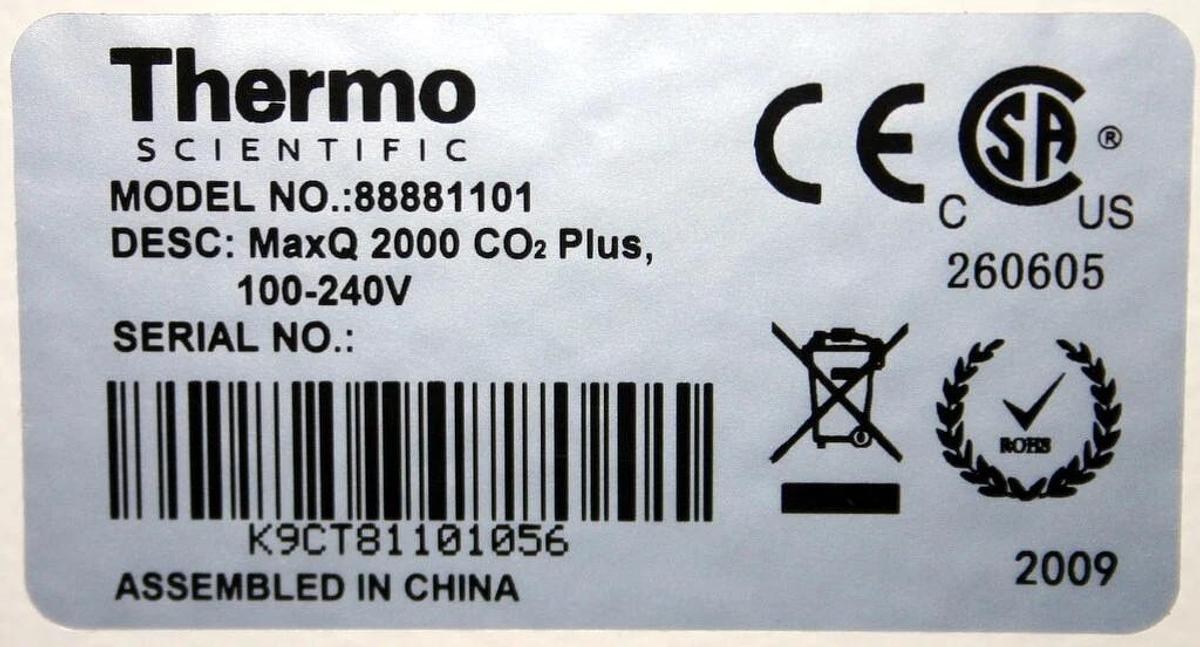 Thermo
SCIENTIFIC
MODEL NO.:88881101
DESC: MaxQ 2000 CO₂ Plus,
100-240V
SERIAL NO.:
K9CT81101056
ASSEMBLED IN CHINA
CE
CSA®
C US
260605
ROHS
2009